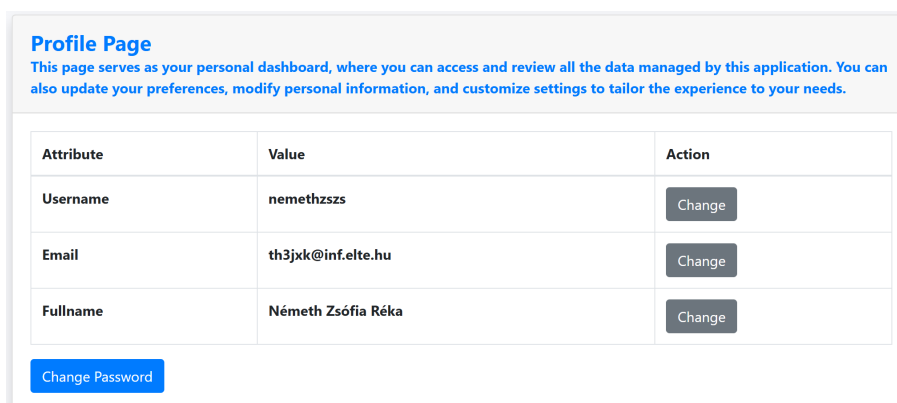 Profile Page
This page serves as your personal dashboard, where you can access and review all the data managed by this application. You can
also update your preferences, modify personal information, and customize settings to tailor the experience to your needs.
Attribute Value Action
Username nemethzszs Change
Email th3jxk@inf.elte.hu Change
Fullname Németh Zsófia Réka Change
Change Password